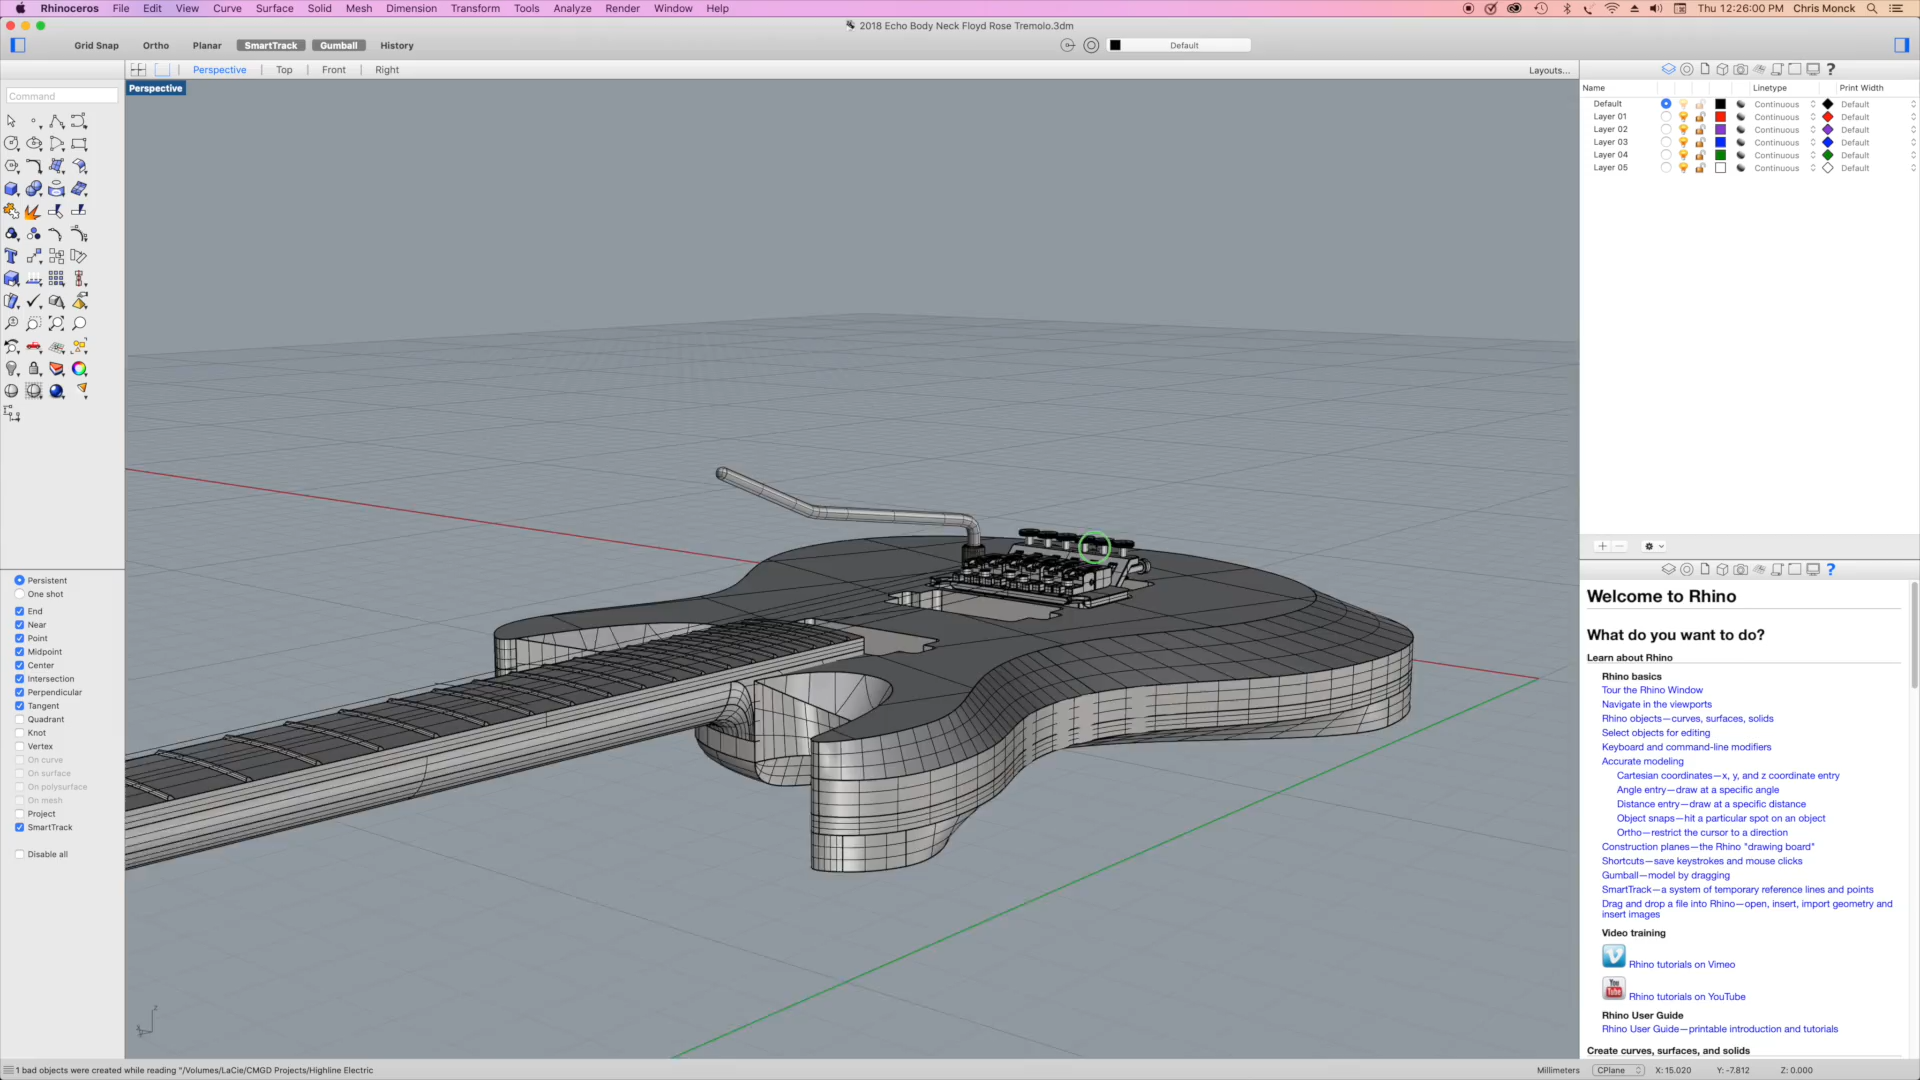 Rhinoceros File Edit View Curve Surface Solid Mesh Dimension Transform Tools Analyze Render Window Help Thu 12:26:00 PM Chris Monck
2018 Echo Body Neck Floyd Rose Tremolo.3dm
Grid Snap Ortho Planar SmartTrack Gumball History Default
Perspective Top Front Right Layouts...
Perspective
Command
Name Linetype Print Width
Default Continuous Default
Layer 01 Continuous Default
Layer 02 Continuous Default
Layer 03 Continuous Default
Layer 04 Continuous Default
Layer 05 Continuous Default
Persistent
One shot
End
Near
Point
Midpoint
Center
Intersection
Perpendicular
Tangent
Quadrant
Knot
Vertex
On curve
On surface
On polysurface
On mesh
Project
SmartTrack
Disable all
Welcome to Rhino
What do you want to do?
Learn about Rhino
Rhino basics
Tour the Rhino Window
Navigate in the viewports
Rhino objects—curves, surfaces, solids
Select objects for editing
Keyboard and command-line modifiers
Accurate modeling
Cartesian coordinates—x, y, and z coordinate entry
Angle entry—draw at a specific angle
Distance entry—draw at a specific distance
Object snaps—hit a particular spot on an object
Ortho—restrict the cursor to a direction
Construction planes—the Rhino "drawing board"
Shortcuts—save keystrokes and mouse clicks
Gumball—model by dragging
SmartTrack—a system of temporary reference lines and points
Drag and drop a file into Rhino—open, insert, import geometry and
insert images
Video training
Rhino tutorials on Vimeo
You
Tube
Rhino tutorials on YouTube
Rhino User Guide
Rhino User Guide—printable introduction and tutorials
Create curves, surfaces, and solids
z
1 bad objects were created while reading "/Volumes/LaCie/CMGD Projects/Highline Electric
Millimeters CPlane X: 15.020 Y: -7.812 Z: 0.000